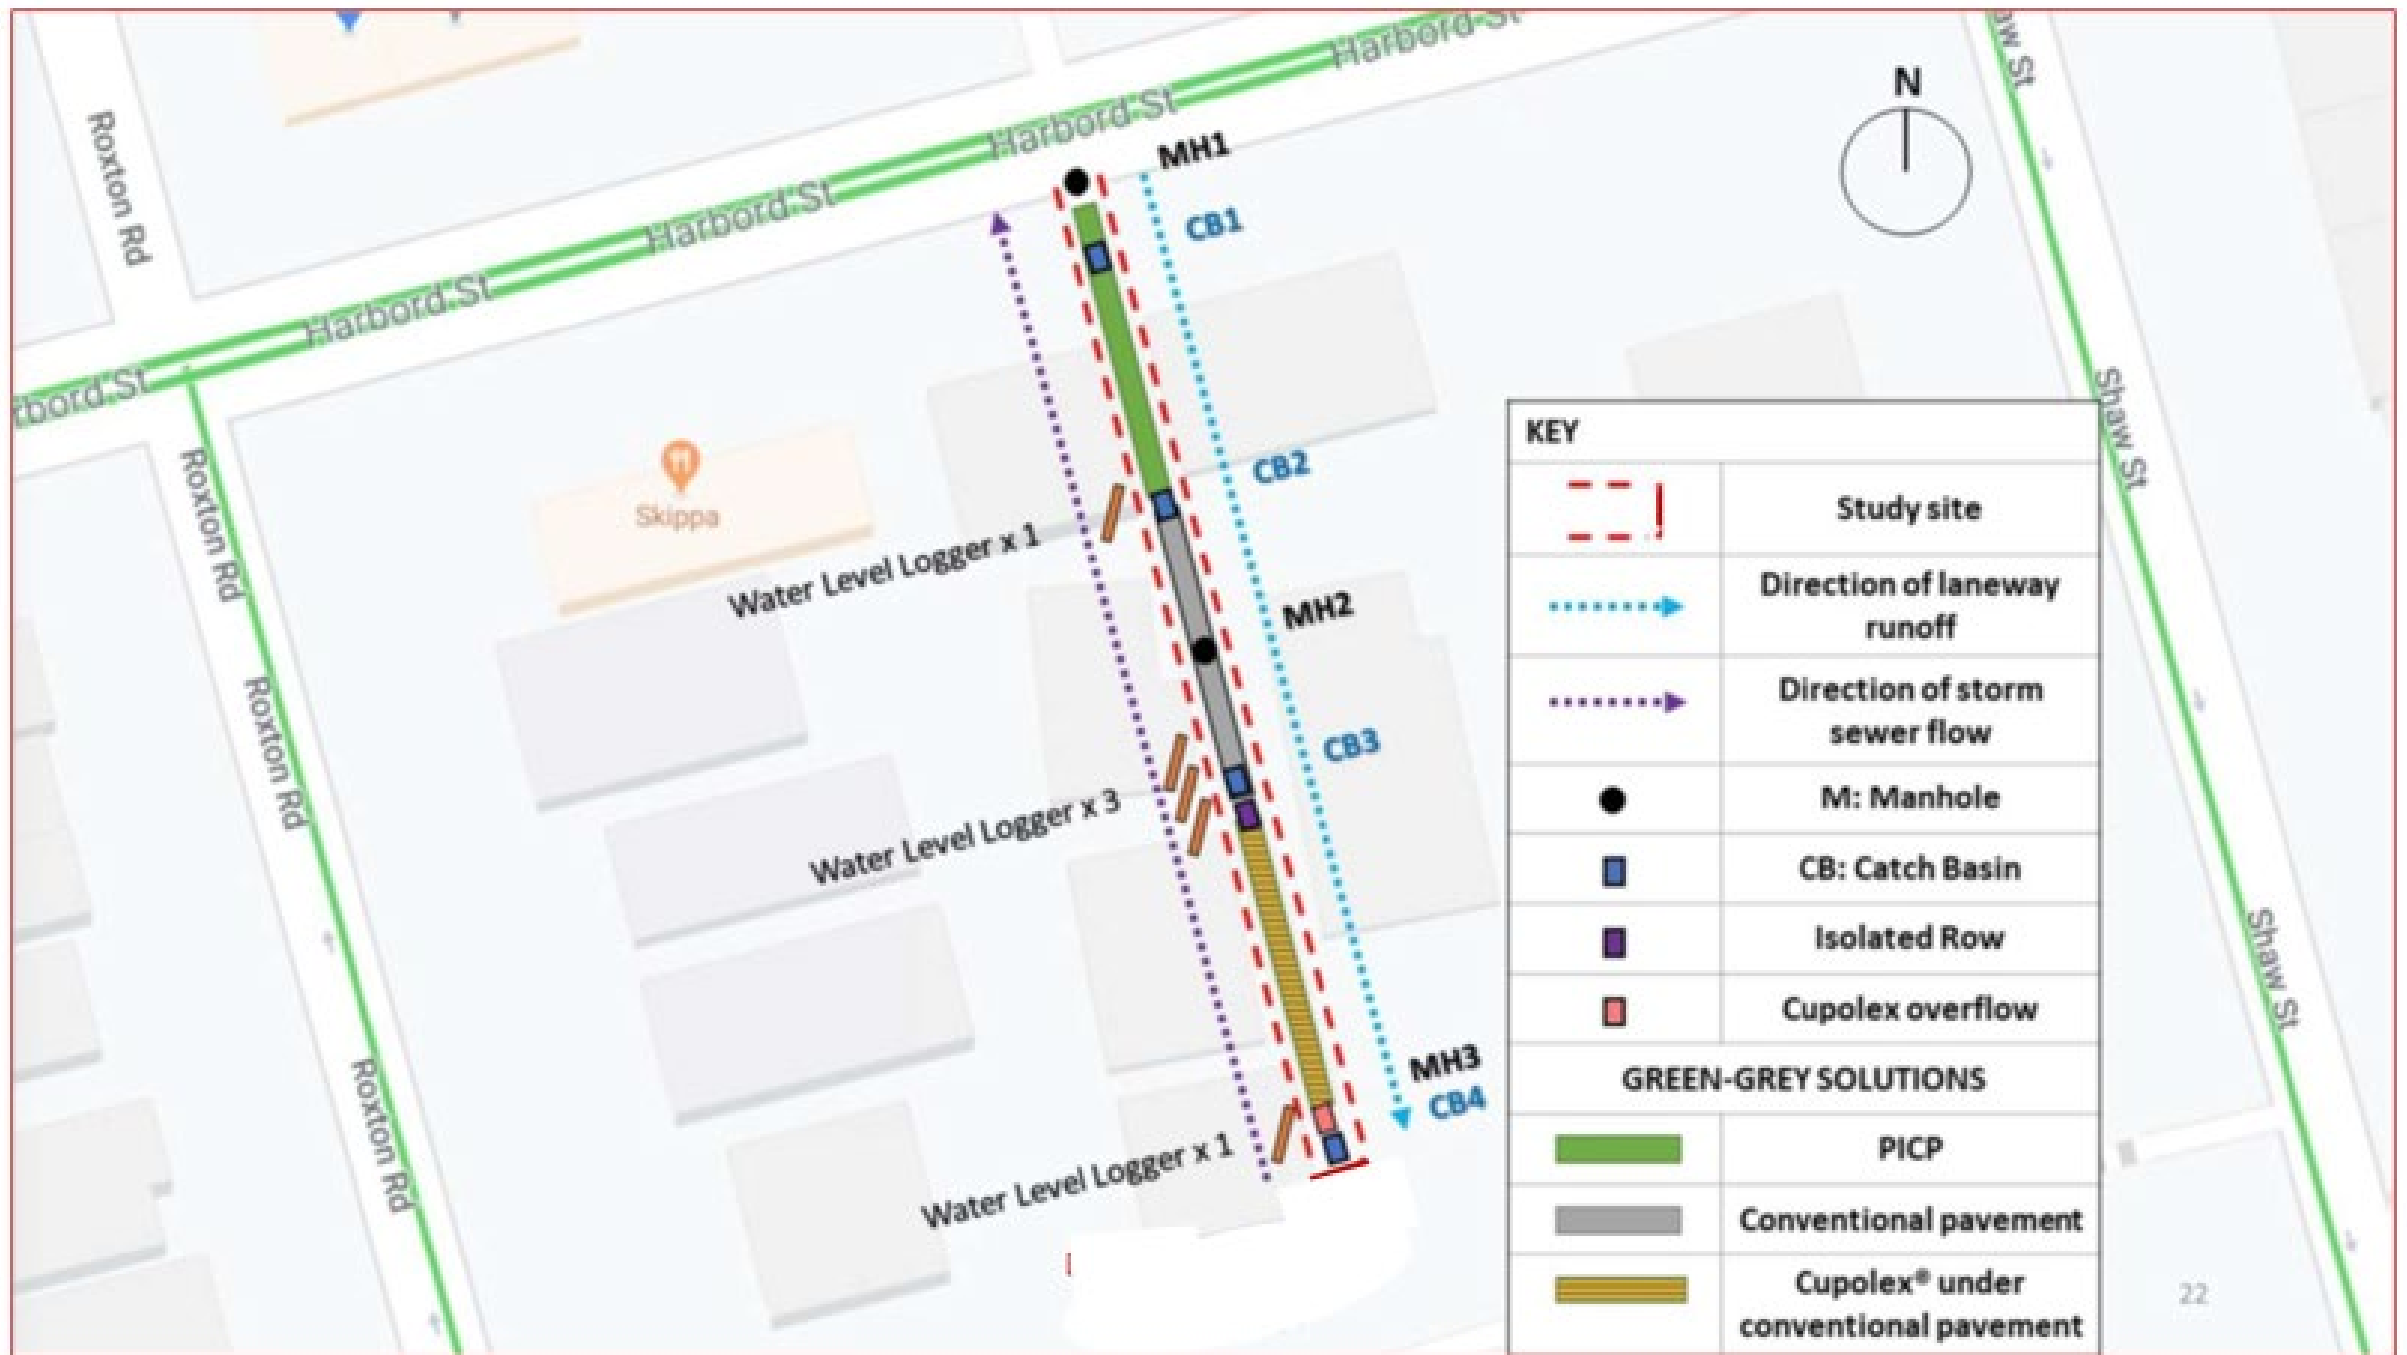 Harbord St
aw St
Harbord St
N
MH1
Roxton Rd
CB1
Harbord St
Harbord St
rbord St
Shaw St
KEY
CB2
Roxton Rd
Skippa
Study site
Water Level Logger x 1
Direction of laneway
runoff
MH2
Direction of storm
sewer flow
Roxton Rd
CB3
M: Manhole
Water Level Logger x 3
CB: Catch Basin
Isolated Row
Shaw St
Cupolex overflow
MH3
CB4
GREEN-GREY SOLUTIONS
Roxton Rd
Water Level Logger x 1
PICP
Conventional pavement
Cupolex® under
conventional pavement
22